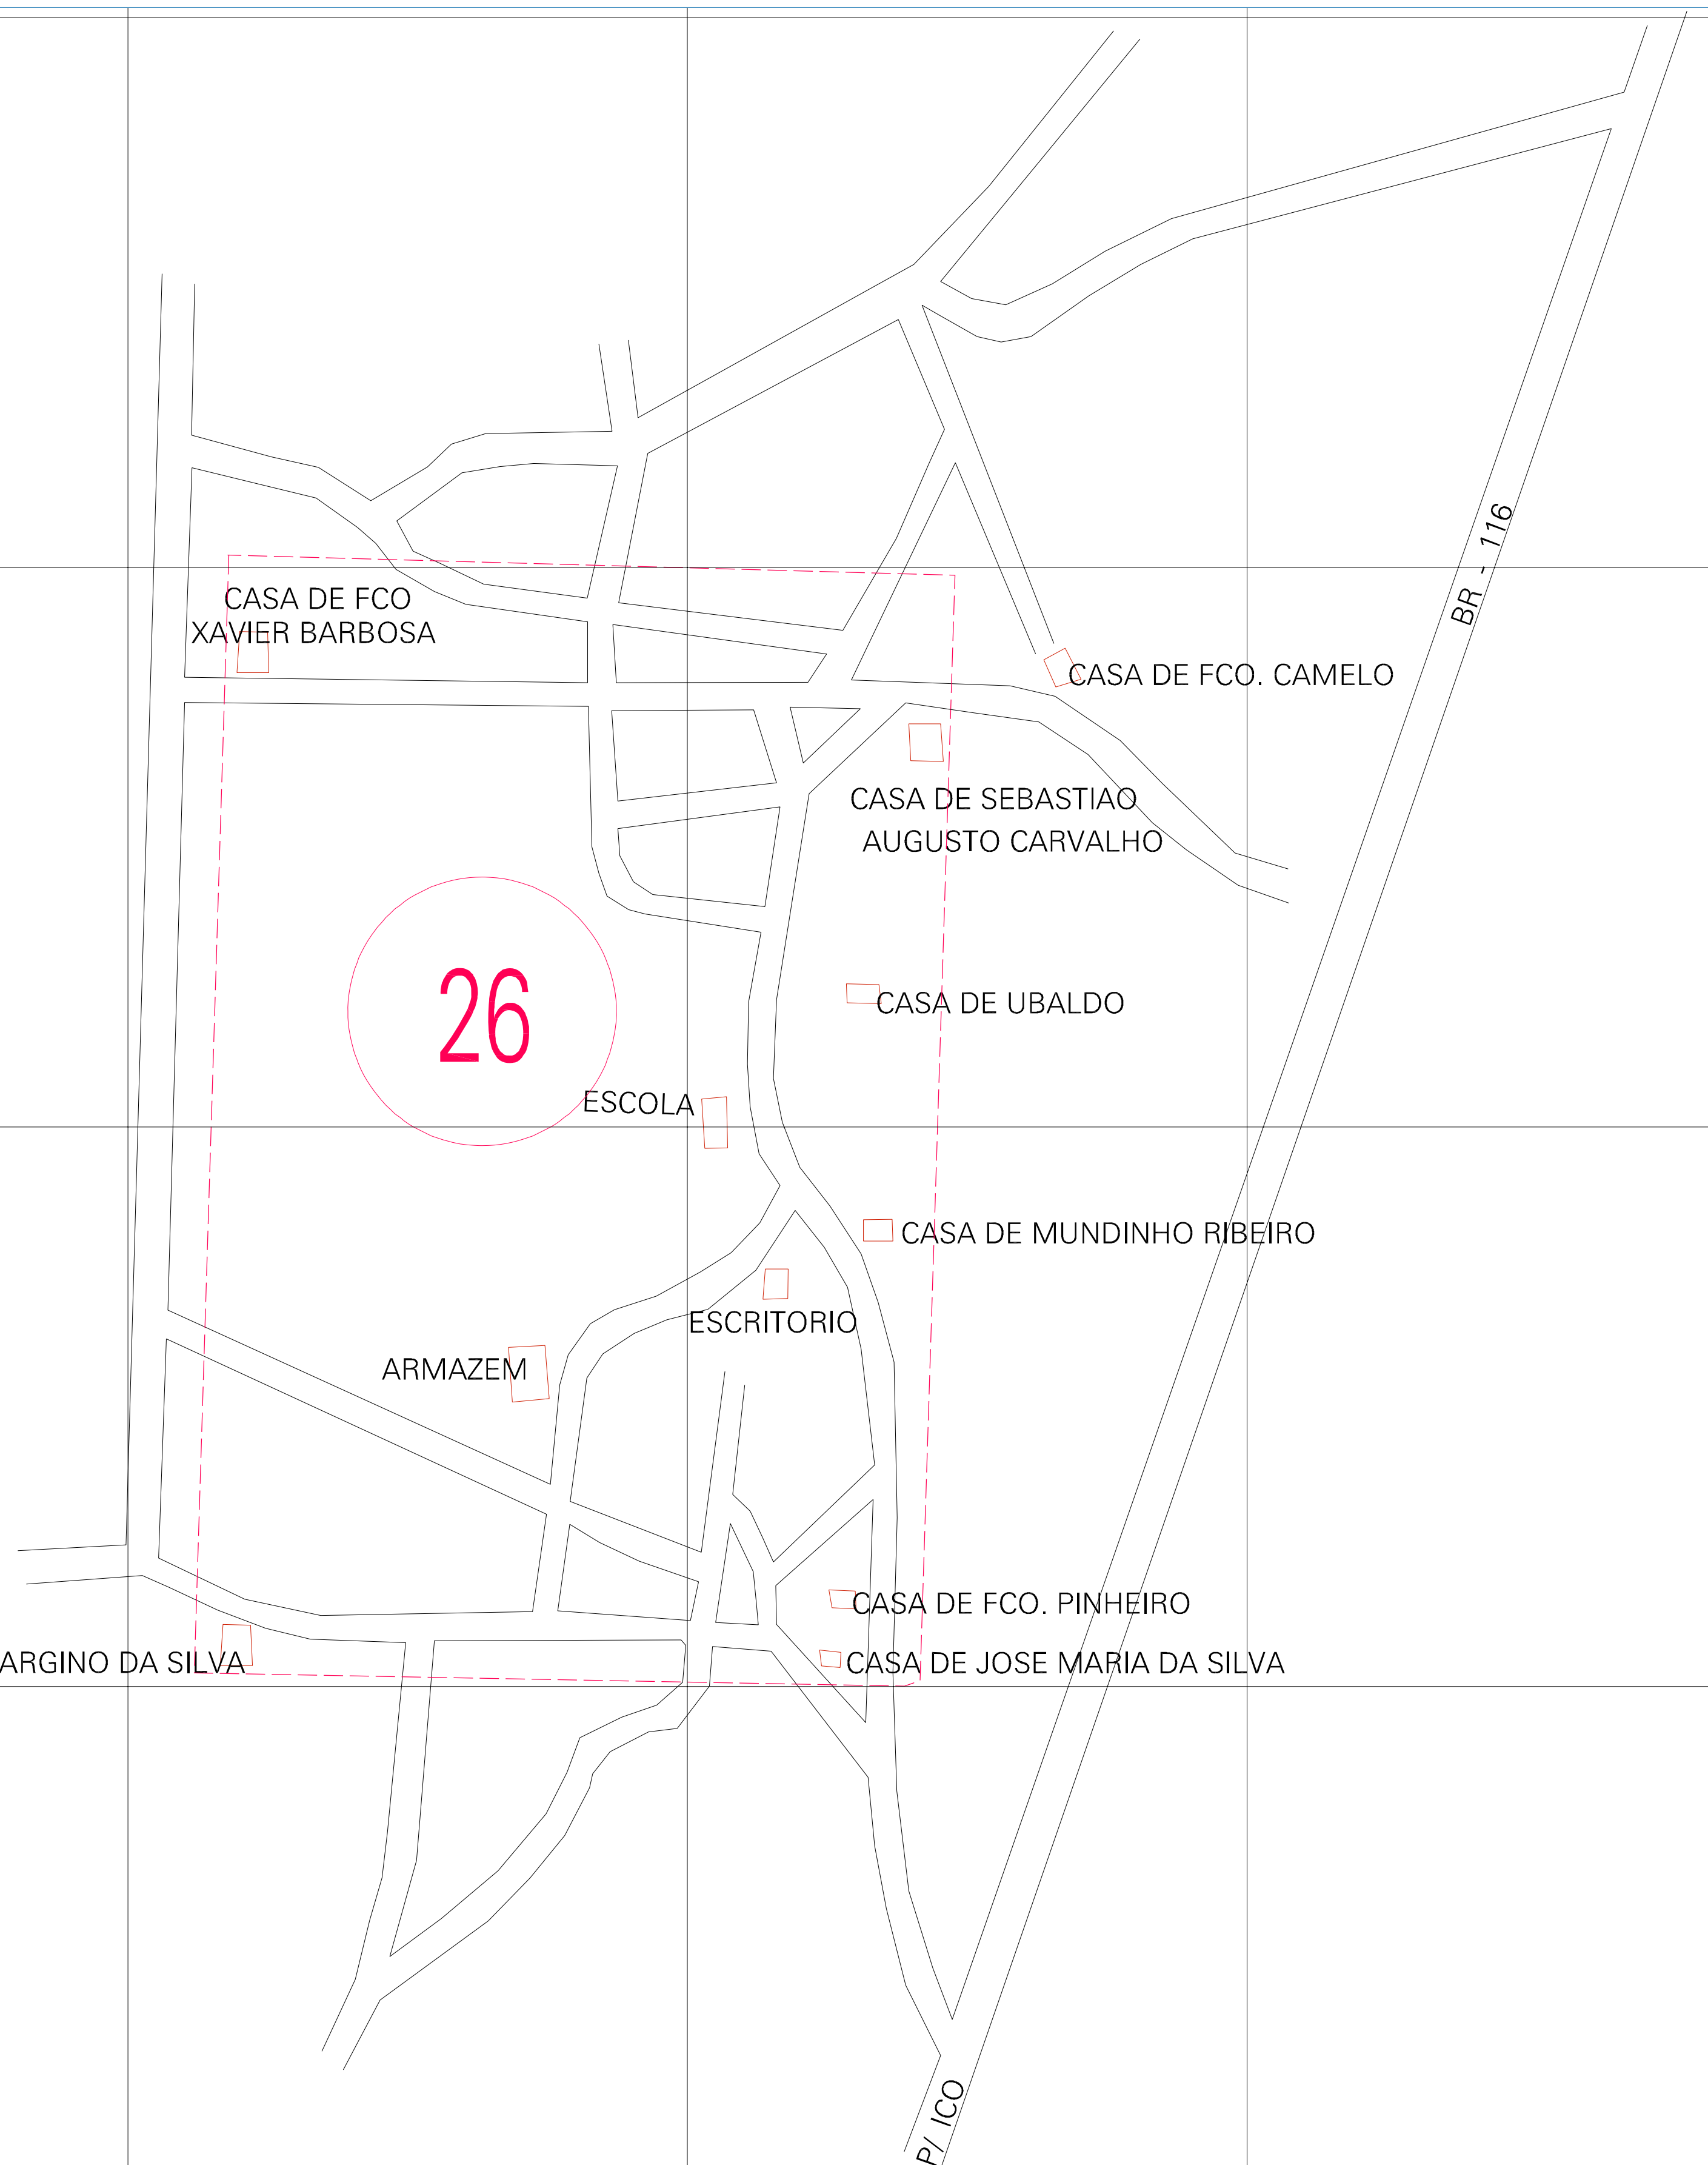 BR - 116
CASA DE FCO
XAVIER BARBOSA
CASA DE FCO. CAMELO
CASA DE SEBASTIAO
AUGUSTO CARVALHO
26
CASA DE UBALDO
ESCOLA
CASA DE MUNDINHO RIBEIRO
ESCRITORIO
ARMAZEM
CASA DE FCO. PINHEIRO
ARGINO DA SILVA
CASA DE JOSE MARIA DA SILVA
P/ ICO